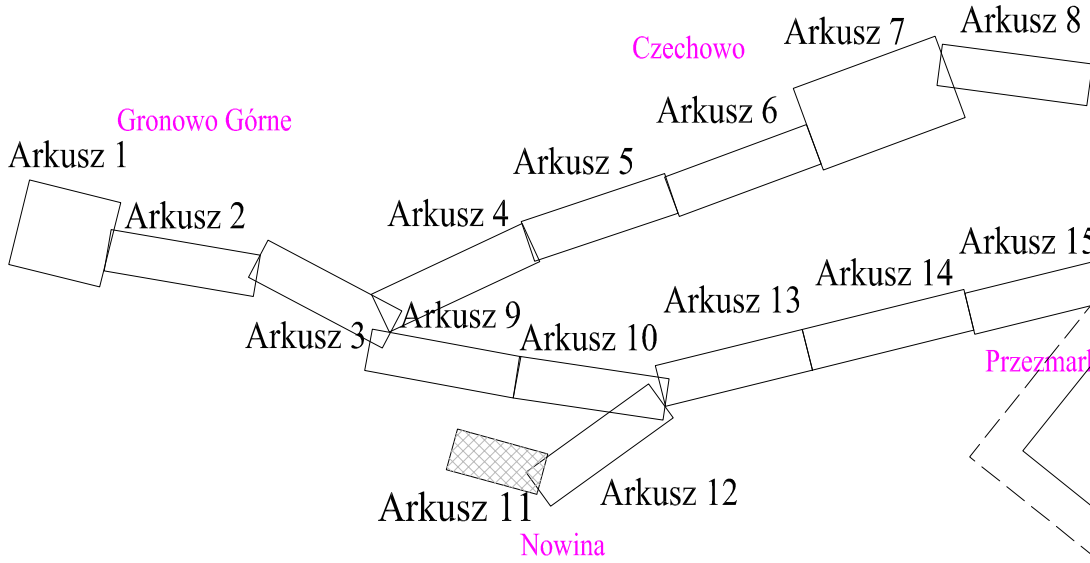 Arkusz 8
Arkusz 7
Czechowo
Arkusz 6
Gronowo Górne
Arkusz 1
Arkusz 5
Arkusz 2
Arkusz 4
Arkusz 15
Arkusz 14
Arkusz 13
Arkusz 9
Arkusz 3
Arkusz 10
Przezmark
Arkusz 12
Arkusz 11
Nowina